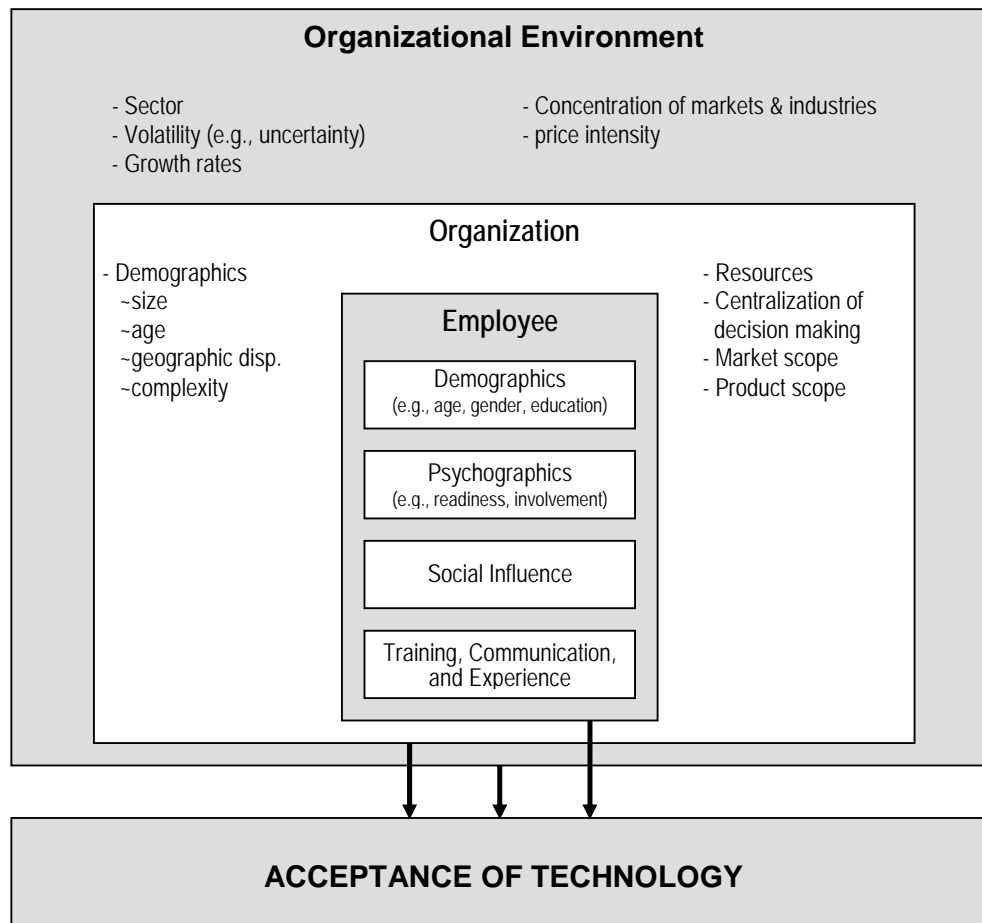 Organizational Environment
- Sector
- Volatility (e.g., uncertainty)
- Growth rates
- Concentration of markets & industries
- price intensity
Organization
- Demographics
~size
~age
~geographic disp.
~complexity
- Resources
- Centralization of
decision making
- Market scope
- Product scope
Employee
Demographics
(e.g., age, gender, education)
Psychographics
(e.g., readiness, involvement)
Social Influence
Training, Communication,
and Experience
ACCEPTANCE OF TECHNOLOGY